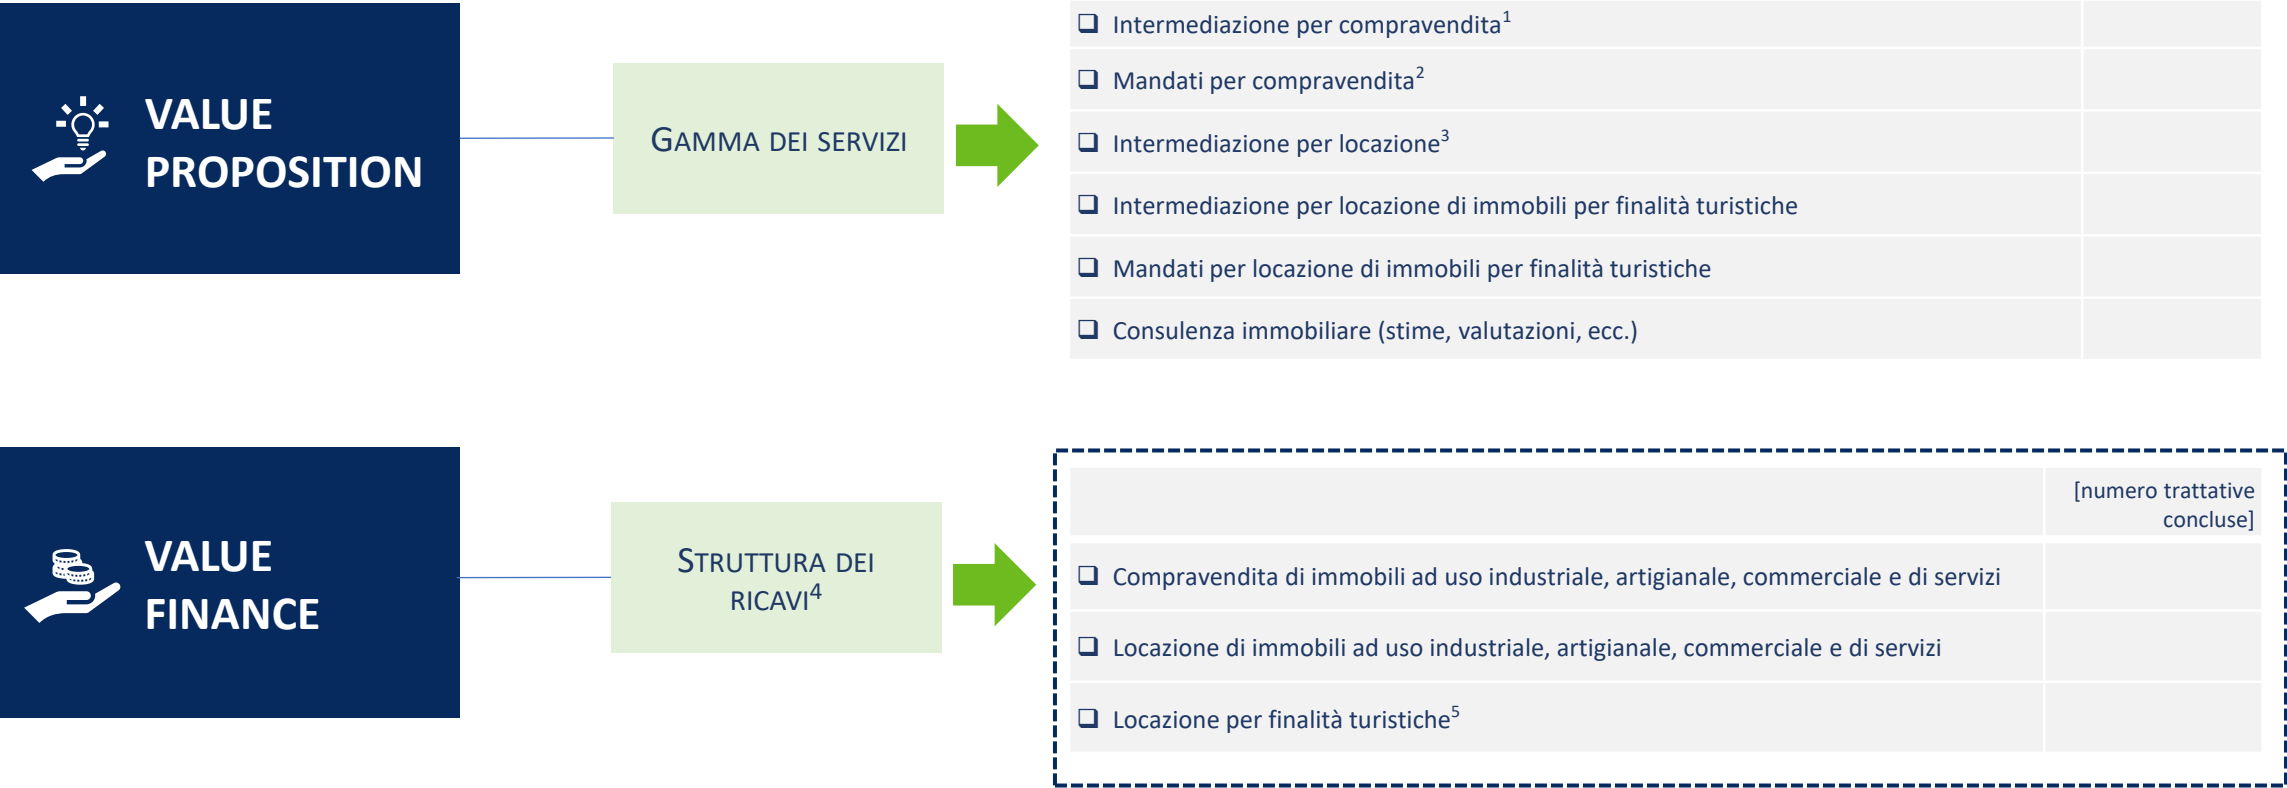 VALUE
PROPOSITION
GAMMA DEI SERVIZI
❑ Intermediazione per compravendita¹
❑ Mandati per compravendita²
❑ Intermediazione per locazione³
❑ Intermediazione per locazione di immobili per finalità turistiche
❑ Mandati per locazione di immobili per finalità turistiche
❑ Consulenza immobiliare (stime, valutazioni, ecc.)
VALUE
FINANCE
STRUTTURA DEI
RICAVI⁴
[numero trattative
concluse]
❑ Compravendita di immobili ad uso industriale, artigianale, commerciale e di servizi
❑ Locazione di immobili ad uso industriale, artigianale, commerciale e di servizi
❑ Locazione per finalità turistiche⁵